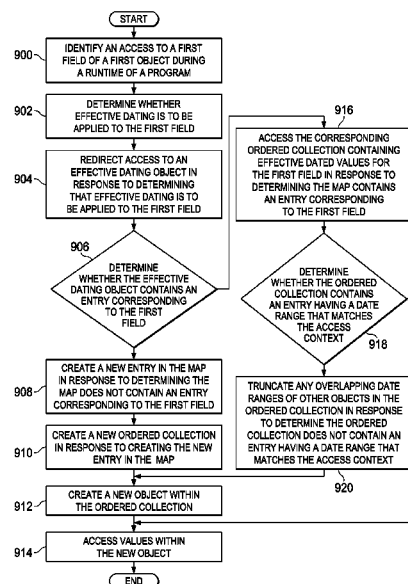 START
900
IDENTIFY AN ACCESS TO A FIRST
FIELD OF A FIRST OBJECT DURING
A RUNTIME OF A PROGRAM
902
DETERMINE WHETHER
EFFECTIVE DATING IS TO BE
APPLIED TO THE FIRST FIELD
904
REDIRECT ACCESS TO AN
EFFECTIVE DATING OBJECT IN
RESPONSE TO DETERMINING
THAT EFFECTIVE DATING IS TO
BE APPLIED TO THE FIRST FIELD
906
DETERMINE
WHETHER THE EFFECTIVE
DATING OBJECT CONTAINS AN
ENTRY CORRESPONDING
TO THE FIRST
FIELD
908
CREATE A NEW ENTRY IN THE MAP
IN RESPONSE TO DETERMINING THE
MAP DOES NOT CONTAIN AN ENTRY
CORRESPONDING TO THE FIRST FIELD
910
CREATE A NEW ORDERED COLLECTION
IN RESPONSE TO CREATING THE NEW
ENTRY IN THE MAP
912
CREATE A NEW OBJECT WITHIN
THE ORDERED COLLECTION
914
ACCESS VALUES WITHIN
THE NEW OBJECT
END
916
ACCESS THE CORRESPONDING
ORDERED COLLECTION CONTAINING
EFFECTIVE DATED VALUES FOR
THE FIRST FIELD IN RESPONSE TO
DETERMINING THE MAP CONTAINS
AN ENTRY CORRESPONDING
TO THE FIRST FIELD
DETERMINE
WHETHER THE ORDERED
COLLECTION CONTAINS
AN ENTRY HAVING A DATE
RANGE THAT MATCHES
THE ACCESS
CONTEXT
918
TRUNCATE ANY OVERLAPPING DATE
RANGES OF OTHER OBJECTS IN THE
ORDERED COLLECTION IN RESPONSE
TO DETERMINE THE ORDERED
COLLECTION DOES NOT CONTAIN AN
ENTRY HAVING A DATE RANGE THAT
MATCHES THE ACCESS CONTEXT
920